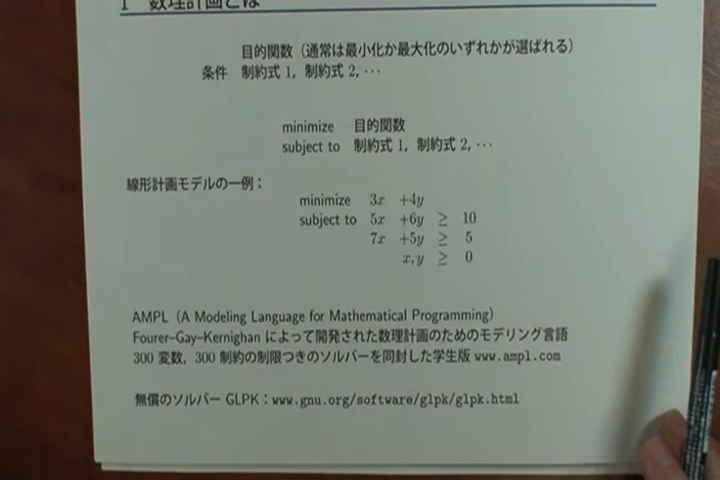 1 数理計画とは
目的関数（通常は最小化か最大化のいずれかが選ばれる）
条件 制約式 1，制約式 2, ···
minimize 目的関数
subject to 制約式 1，制約式 2, ···
線形計画モデルの一例：
minimize 3x +4y
subject to 5x +6y ≥ 10
7x +5y ≥ 5
x, y ≥ 0
AMPL（A Modeling Language for Mathematical Programming）
Fourer–Gay–Kernighan によって開発された数理計画のためのモデリング言語
300 変数，300 制約の制限つきのソルバーを同封した学生版 www.ampl.com
無償のソルバー GLPK：www.gnu.org/software/glpk/glpk.html